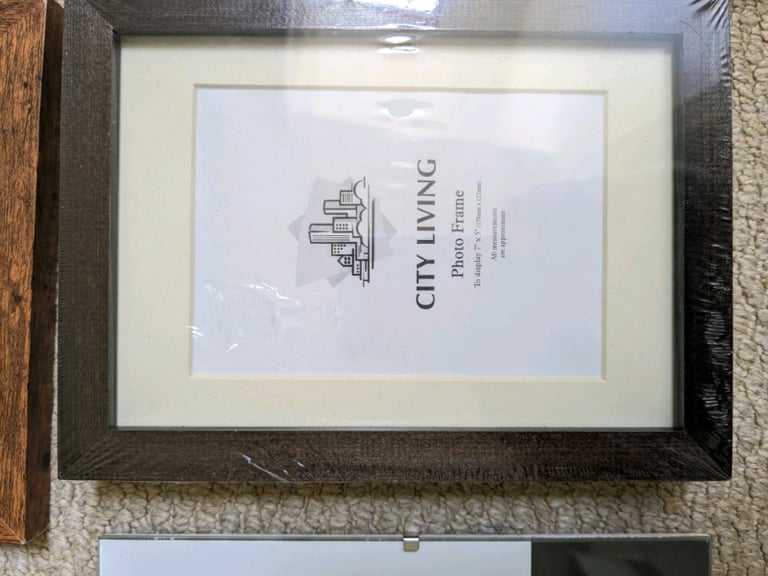 CITY LIVING
Photo Frame
To display 7" X 5" (178mm x 127mm)
All measurements
are approximate